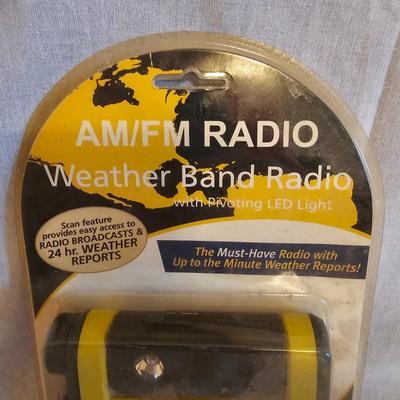 AM/FM RADIO
Weather Band Radio
with Pivoting LED Light
Scan feature
provides easy access to
RADIO BROADCASTS &
24 hr. WEATHER
REPORTS
The Must-Have Radio with
Up to the Minute Weather Reports!